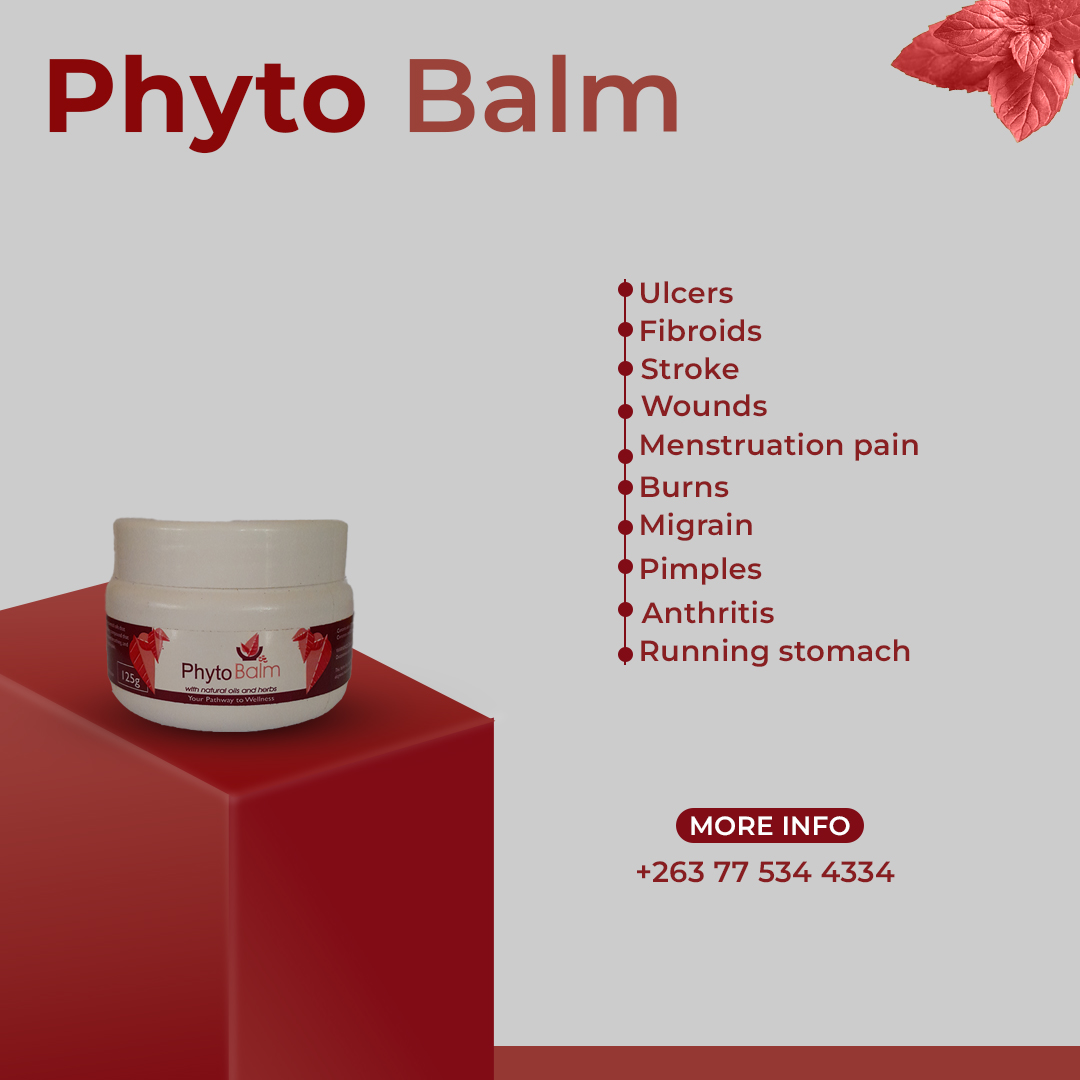 Phyto Balm
Ulcers
Fibroids
Stroke
Wounds
Menstruation pain
Burns
Migrain
Pimples
Anthritis
Running stomach
125g
PhytoBalm
with natural oils and herbs
Your Pathway to Wellness
MORE INFO
+263 77 534 4334